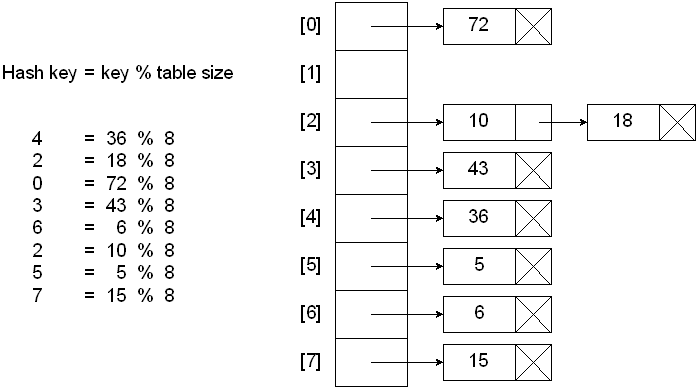 Hash key = key % table size
4 = 36 % 8
2 = 18 % 8
0 = 72 % 8
3 = 43 % 8
6 = 6 % 8
2 = 10 % 8
5 = 5 % 8
7 = 15 % 8
[0] 72
[1]
[2] 10 18
[3] 43
[4] 36
[5] 5
[6] 6
[7] 15